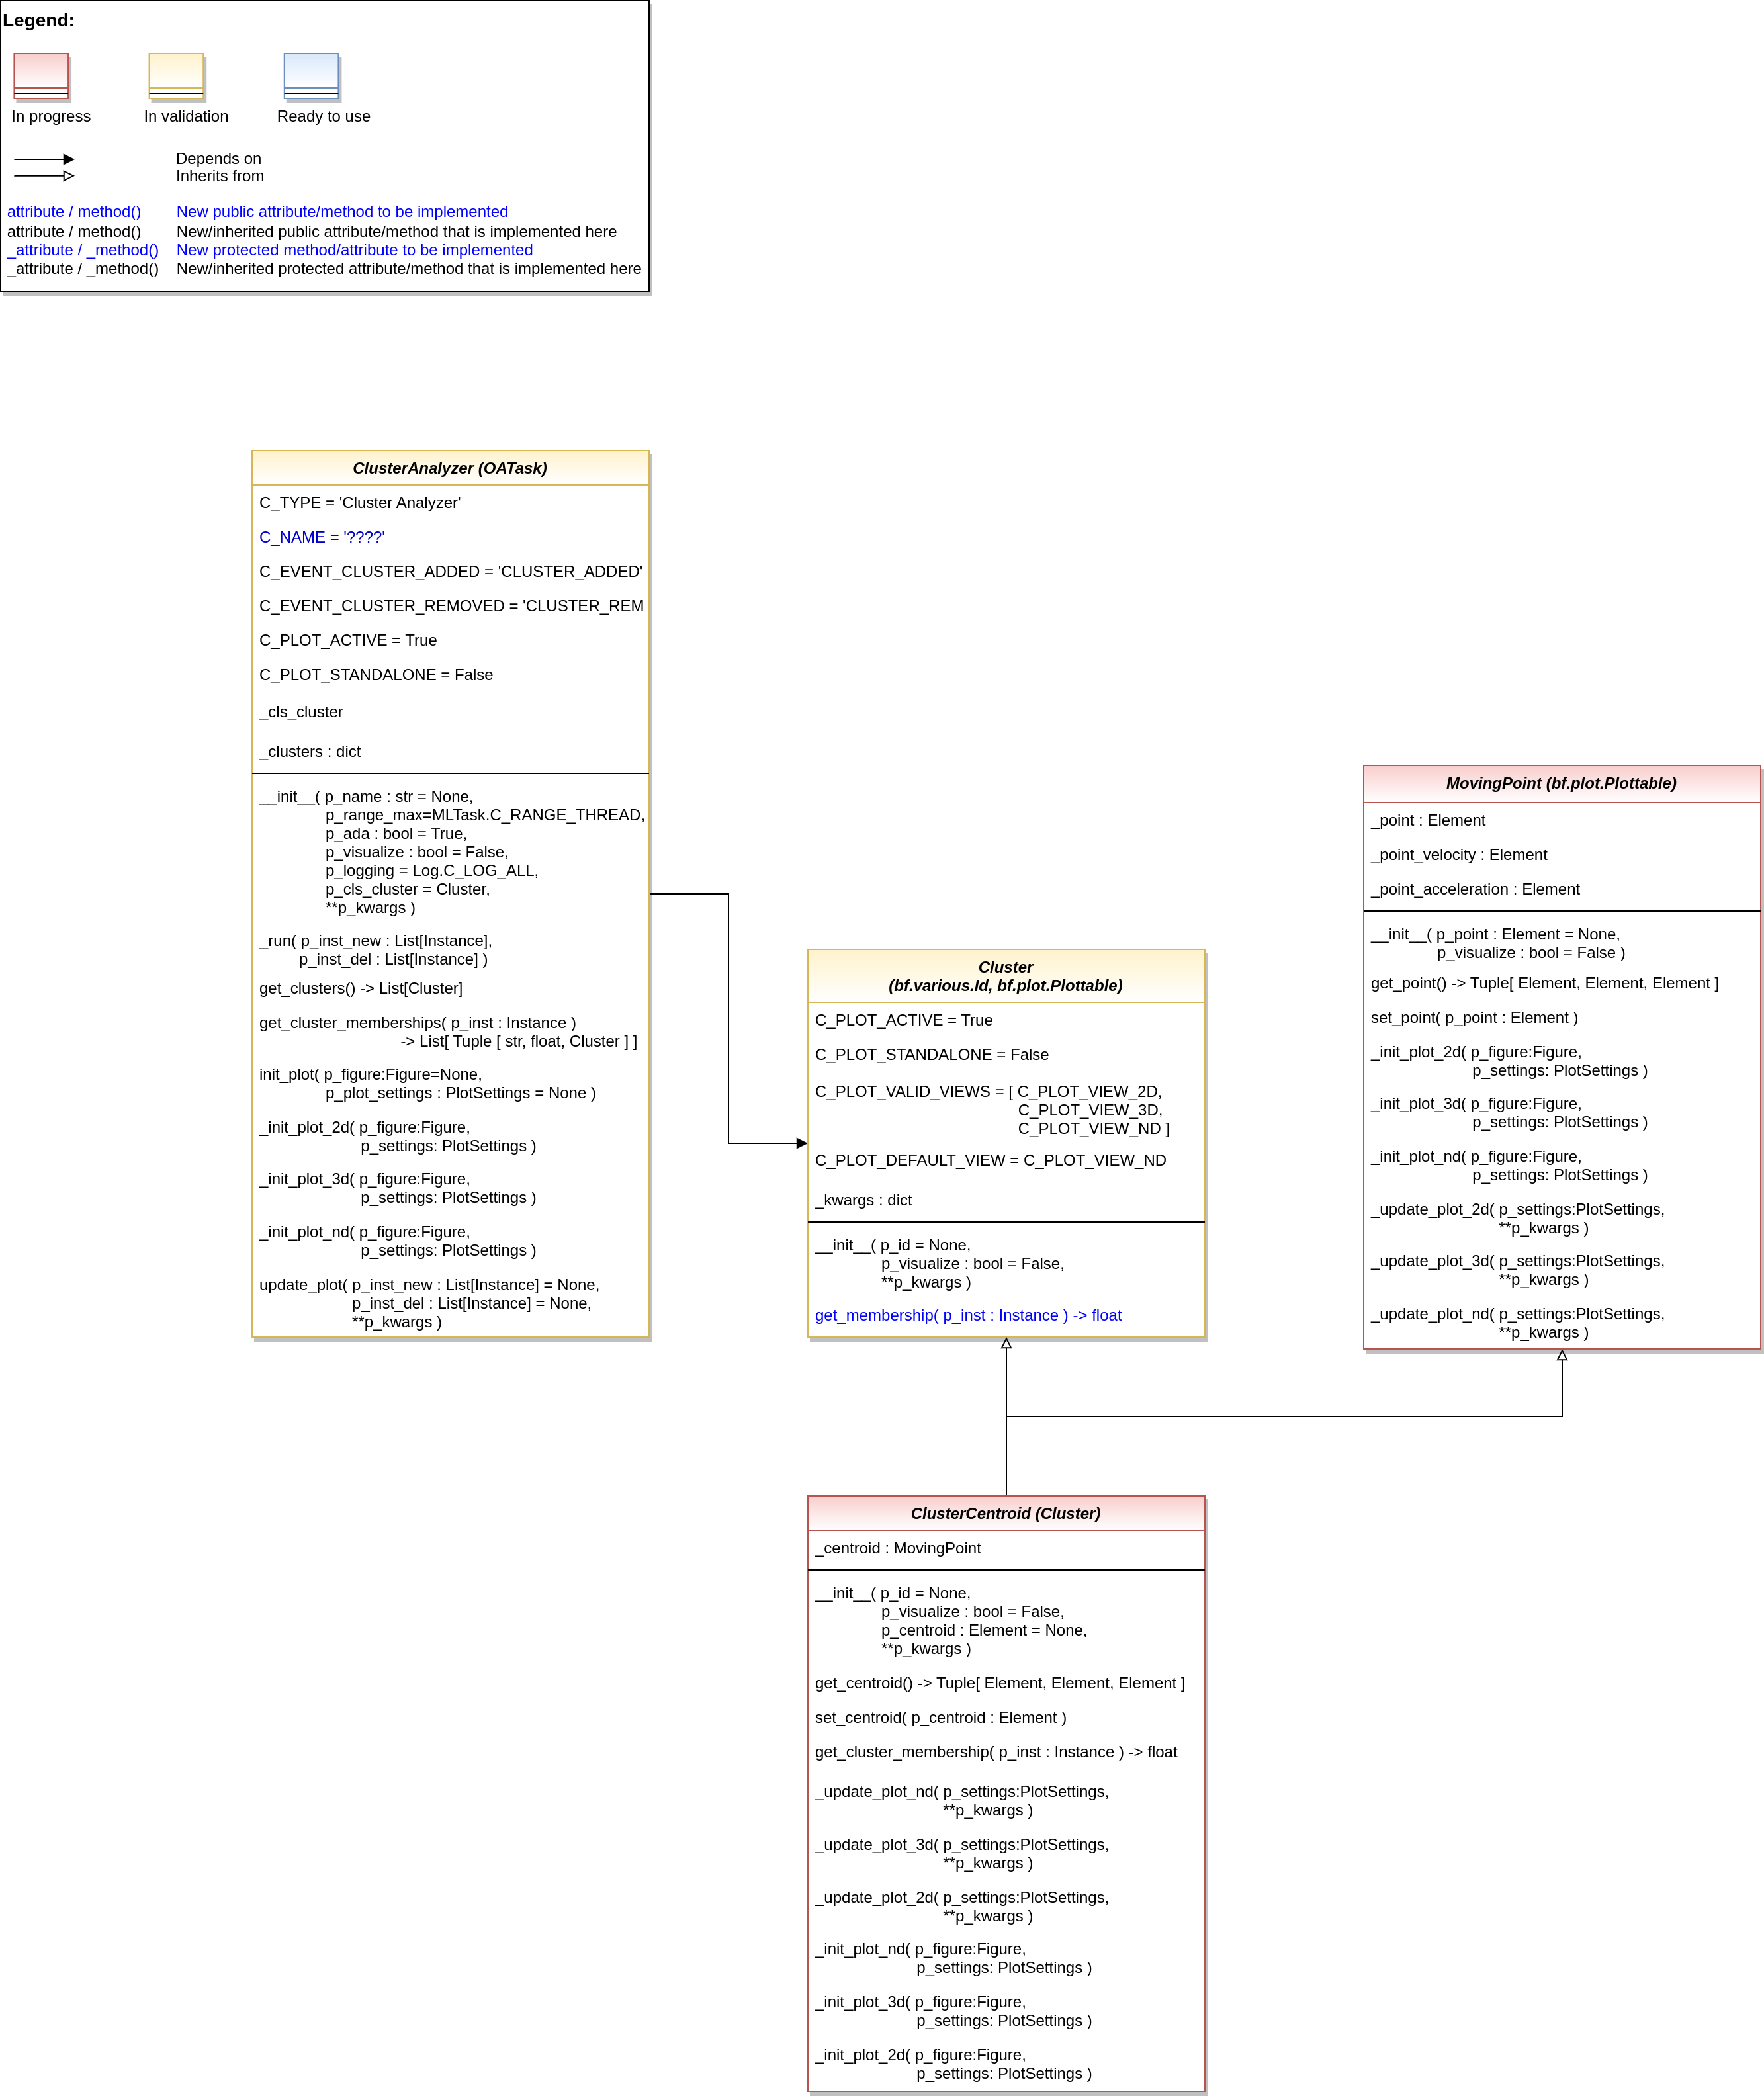 Legend:
In progress
In validation
Ready to use
Depends on
Inherits from
attribute / method() New public attribute/method to be implemented
attribute / method() New/inherited public attribute/method that is implemented here
_attribute / _method() New protected method/attribute to be implemented
_attribute / _method() New/inherited protected attribute/method that is implemented here
ClusterAnalyzer (OATask)
C_TYPE = 'Cluster Analyzer'
C_NAME = '????'
C_EVENT_CLUSTER_ADDED = 'CLUSTER_ADDED'
C_EVENT_CLUSTER_REMOVED = 'CLUSTER_REM
C_PLOT_ACTIVE = True
C_PLOT_STANDALONE = False
_cls_cluster
_clusters : dict
__init__( p_name : str = None,
p_range_max=MLTask.C_RANGE_THREAD,
p_ada : bool = True,
p_visualize : bool = False,
p_logging = Log.C_LOG_ALL,
p_cls_cluster = Cluster,
**p_kwargs )
_run( p_inst_new : List[Instance],
p_inst_del : List[Instance] )
get_clusters() -> List[Cluster]
get_cluster_memberships( p_inst : Instance )
-> List[ Tuple [ str, float, Cluster ] ]
init_plot( p_figure:Figure=None,
p_plot_settings : PlotSettings = None )
_init_plot_2d( p_figure:Figure,
p_settings: PlotSettings )
_init_plot_3d( p_figure:Figure,
p_settings: PlotSettings )
_init_plot_nd( p_figure:Figure,
p_settings: PlotSettings )
update_plot( p_inst_new : List[Instance] = None,
p_inst_del : List[Instance] = None,
**p_kwargs )
Cluster
(bf.various.Id, bf.plot.Plottable)
C_PLOT_ACTIVE = True
C_PLOT_STANDALONE = False
C_PLOT_VALID_VIEWS = [ C_PLOT_VIEW_2D,
C_PLOT_VIEW_3D,
C_PLOT_VIEW_ND ]
C_PLOT_DEFAULT_VIEW = C_PLOT_VIEW_ND
_kwargs : dict
__init__( p_id = None,
p_visualize : bool = False,
**p_kwargs )
get_membership( p_inst : Instance ) -> float
MovingPoint (bf.plot.Plottable)
_point : Element
_point_velocity : Element
_point_acceleration : Element
__init__( p_point : Element = None,
p_visualize : bool = False )
get_point() -> Tuple[ Element, Element, Element ]
set_point( p_point : Element )
_init_plot_2d( p_figure:Figure,
p_settings: PlotSettings )
_init_plot_3d( p_figure:Figure,
p_settings: PlotSettings )
_init_plot_nd( p_figure:Figure,
p_settings: PlotSettings )
_update_plot_2d( p_settings:PlotSettings,
**p_kwargs )
_update_plot_3d( p_settings:PlotSettings,
**p_kwargs )
_update_plot_nd( p_settings:PlotSettings,
**p_kwargs )
ClusterCentroid (Cluster)
_centroid : MovingPoint
__init__( p_id = None,
p_visualize : bool = False,
p_centroid : Element = None,
**p_kwargs )
get_centroid() -> Tuple[ Element, Element, Element ]
set_centroid( p_centroid : Element )
get_cluster_membership( p_inst : Instance ) -> float
_update_plot_nd( p_settings:PlotSettings,
**p_kwargs )
_update_plot_3d( p_settings:PlotSettings,
**p_kwargs )
_update_plot_2d( p_settings:PlotSettings,
**p_kwargs )
_init_plot_nd( p_figure:Figure,
p_settings: PlotSettings )
_init_plot_3d( p_figure:Figure,
p_settings: PlotSettings )
_init_plot_2d( p_figure:Figure,
p_settings: PlotSettings )